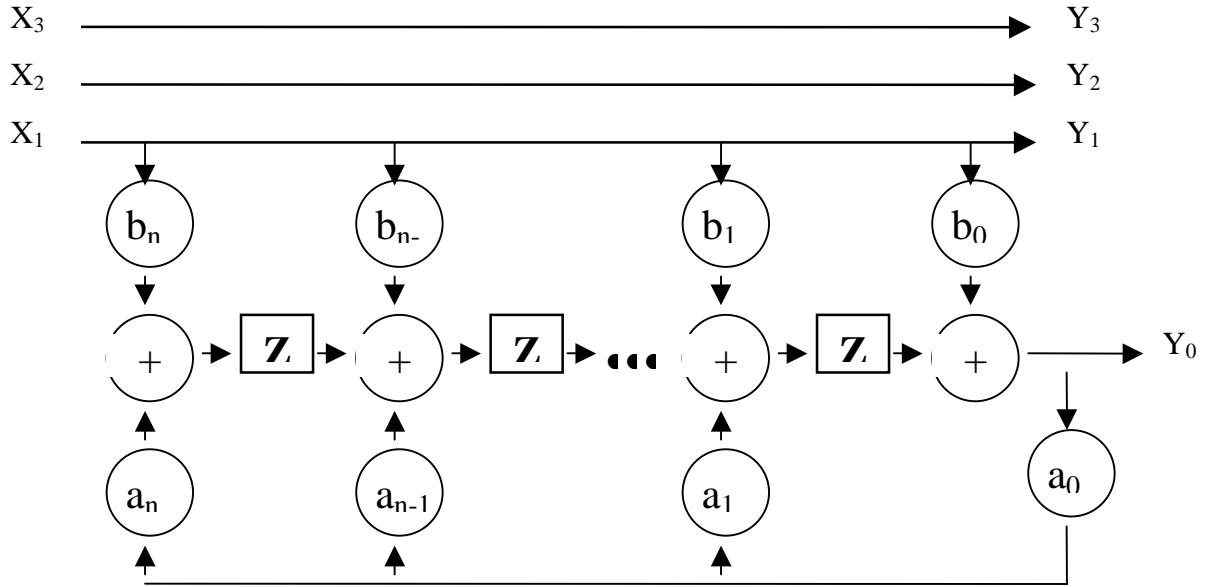 X₃ Y₃
X₂ Y₂
X₁ Y₁
bₙ bₙ₋ b₁ b₀
+ z + z ... + z + Y₀
aₙ aₙ₋₁ a₁ a₀